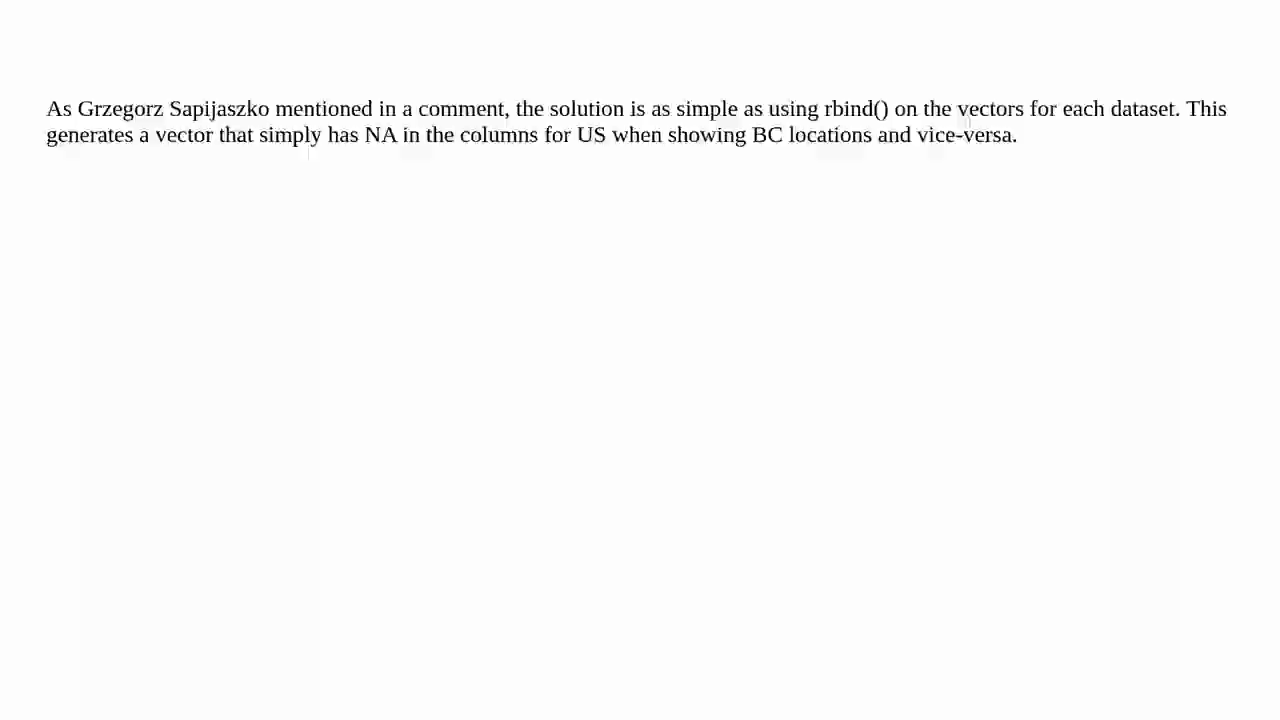 As Grzegorz Sapijaszko mentioned in a comment, the solution is as simple as using rbind() on the vectors for each dataset. This
generates a vector that simply has NA in the columns for US when showing BC locations and vice-versa.